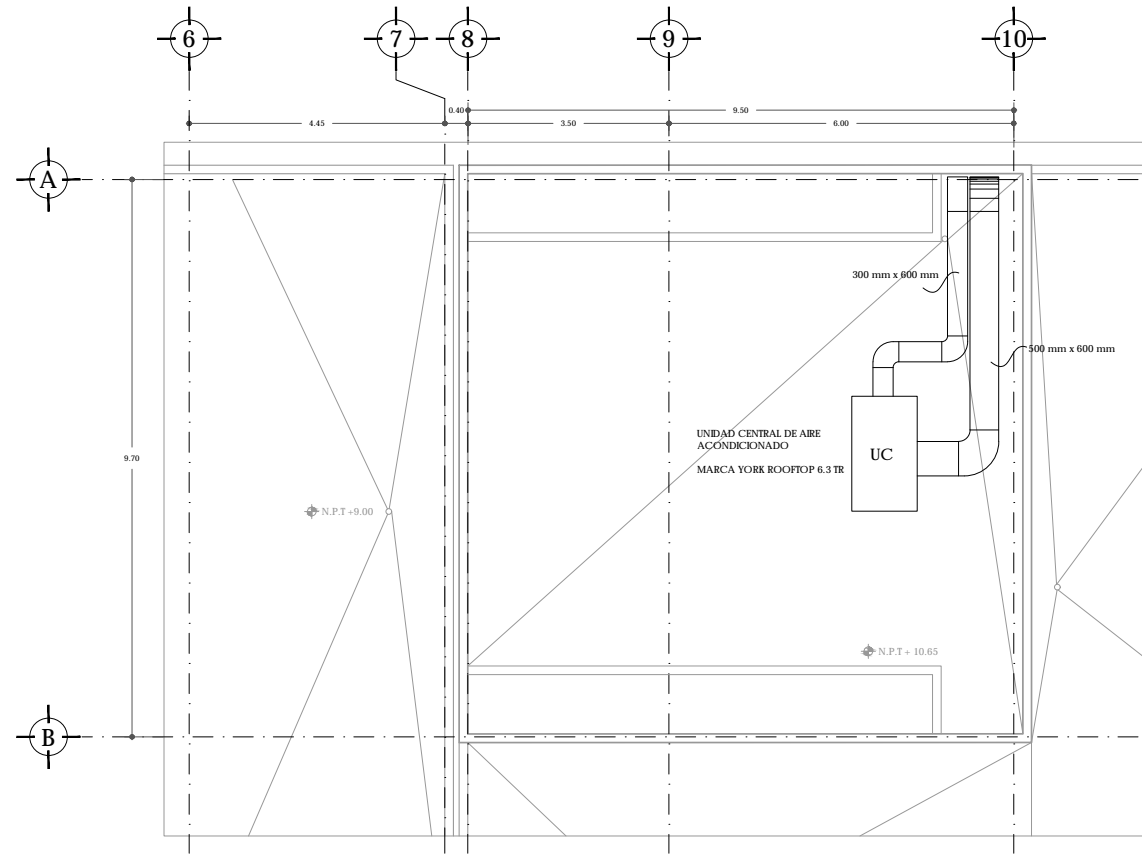 6
7
8
9
10
0.40
9.50
4.45
3.50
6.00
A
300 mm x 600 mm
500 mm x 600 mm
9.70
UNIDAD CENTRAL DE AIRE
ACONDICIONADO
MARCA YORK ROOFTOP 6.3 TR
UC
N.P.T +9.00
N.P.T + 10.65
B